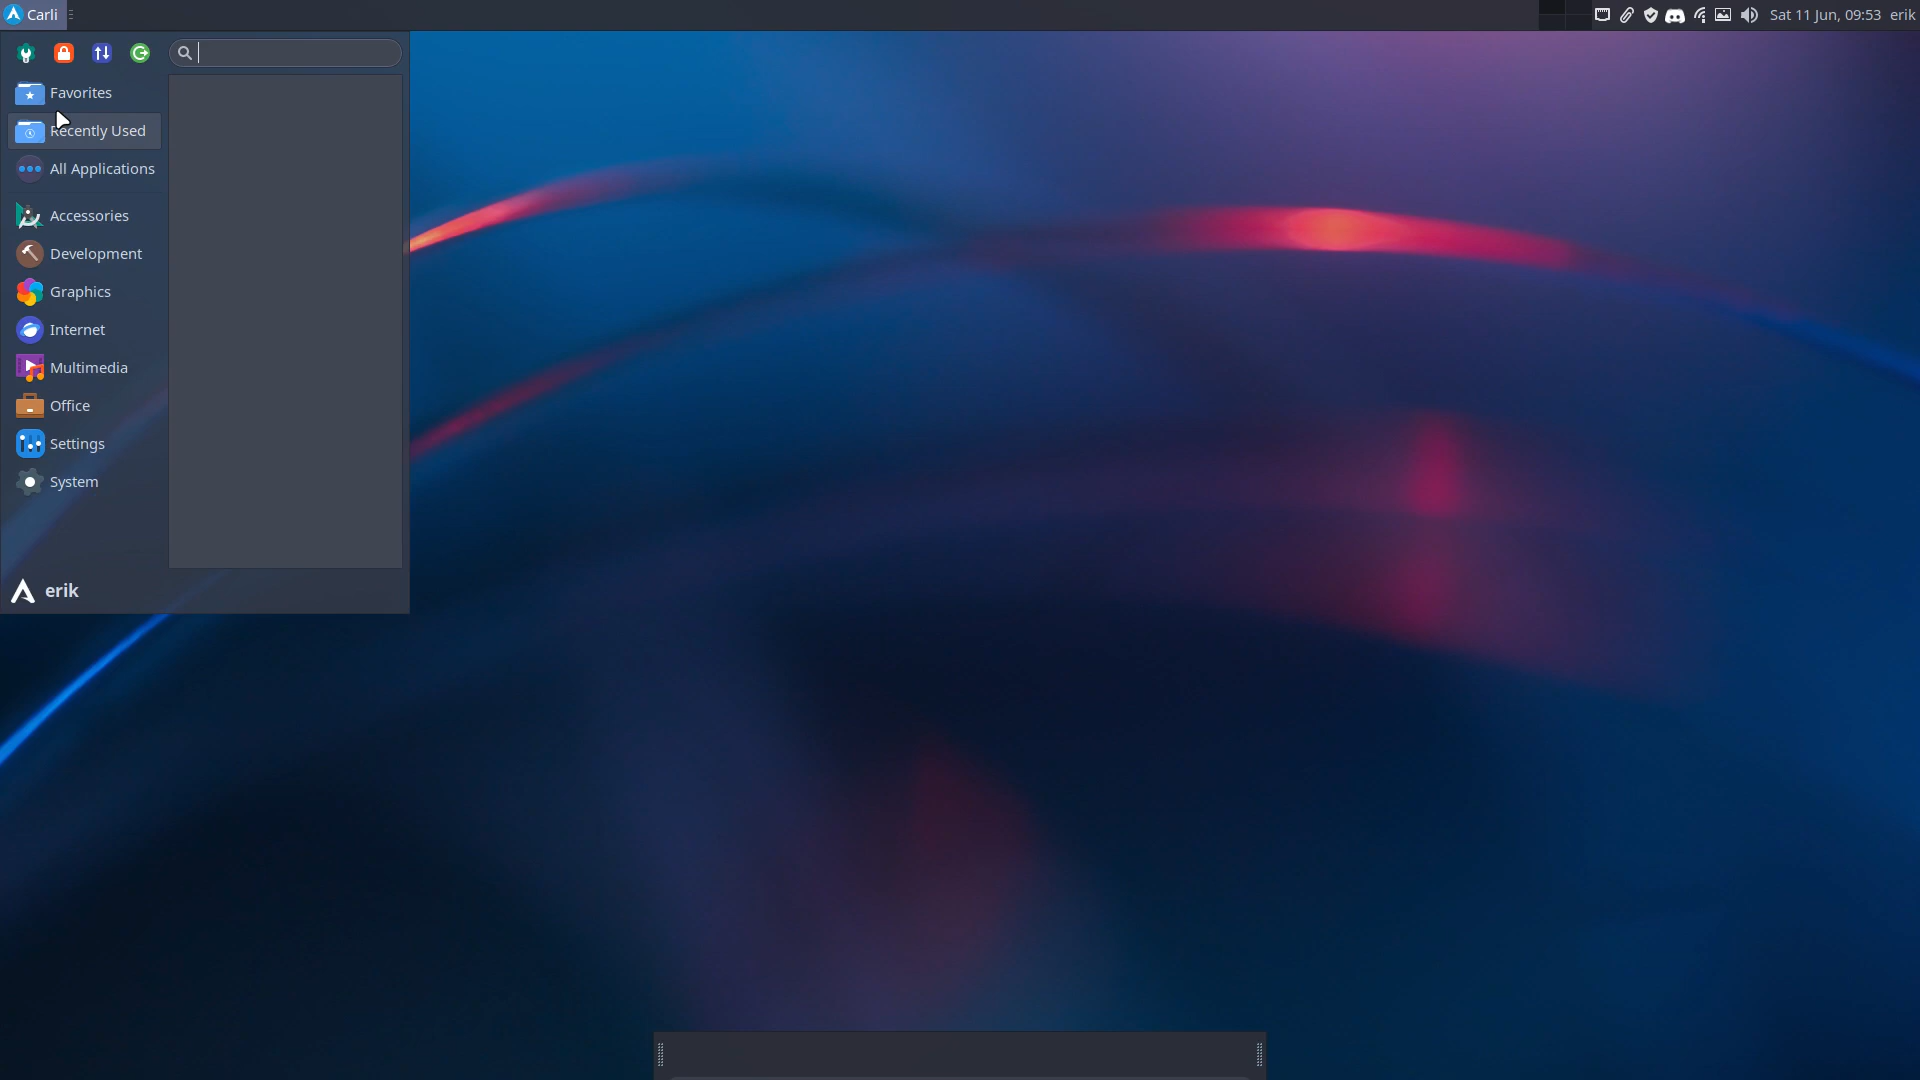 Carli
Sat 11 Jun, 09:53 erik
Favorites
Recently Used
All Applications
Accessories
Development
Graphics
Internet
Multimedia
Office
Settings
System
erik